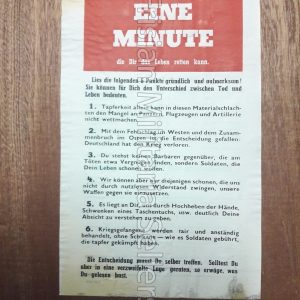 EINE
MINUTE
die Dir das Leben retten kann.
Lies die folgenden 6 Punkte gründlich und aufmerksam!
Sie können für Dich den Unterschied zwischen Tod und
Leben bedeuten.
1. Tapferkeit allein kann in diesen Materialschlach-
ten den Mangel an Panzern, Flugzeugen und Artillerie
nicht wettmachen.
2. Mit dem Fehlschlag im Westen und dem Zusam-
menbruch im Osten ist die Entscheidung gefallen:
Deutschland hat den Krieg verloren.
3. Du stehst keinen Barbaren gegenüber, die am
Töten etwa Vergnügen finden, sondern Soldaten, die
Dein Leben schonen wollen.
4. Wir können aber nur diejenigen schonen, die uns
nicht durch nutzlosen Widerstand zwingen, unsere
Waffen gegen sie einzusetzen.
5. Es liegt an Dir, uns durch Hochheben der Hände,
Schwenken eines Taschentuchs, usw. deutlich Deine
Absicht zu verstehen zu geben.
6. Kriegsgefangene werden fair und anständig
behandelt, ohne Schikane — wie es Soldaten gebührt,
die tapfer gekämpft haben.
Die Entscheidung musst Du selber treffen. Solltest Du
aber in eine verzweifelte Lage geraten, so erwäge, was
Du gelesen hast.